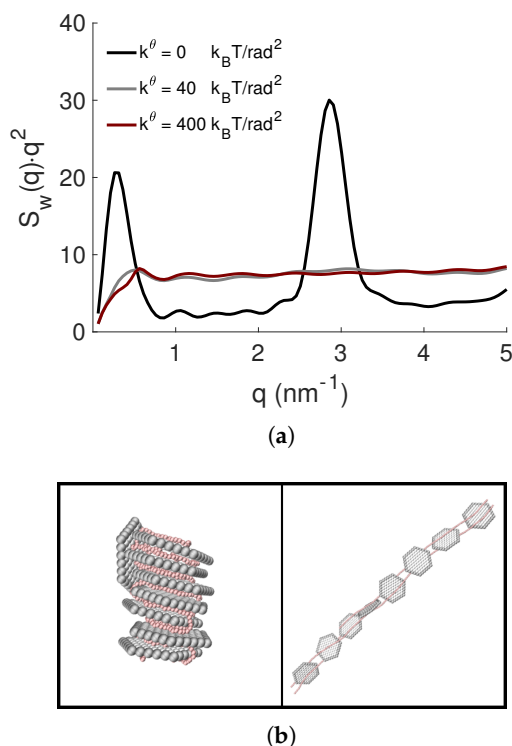 40
30
20
10
0
S_w(q)·q^2
k^θ = 0 k_BT/rad^2
k^θ = 40 k_BT/rad^2
k^θ = 400 k_BT/rad^2
1 2 3 4 5
q (nm^-1)
(a)
(b)